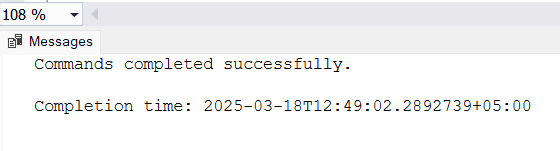 108 %
Messages
Commands completed successfully.
Completion time: 2025-03-18T12:49:02.2892739+05:00